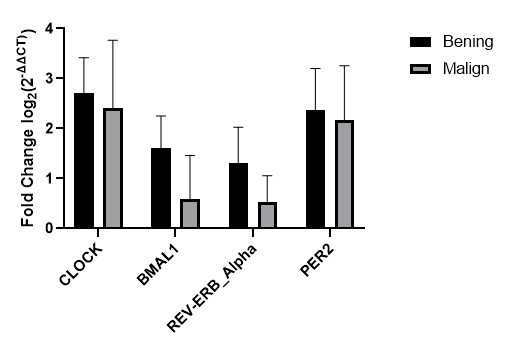 Fold Change log₂(2^-ΔΔCT)
4
3
2
1
0
CLOCK
BMAL1
REV-ERB_Alpha
PER2
Bening
Malign